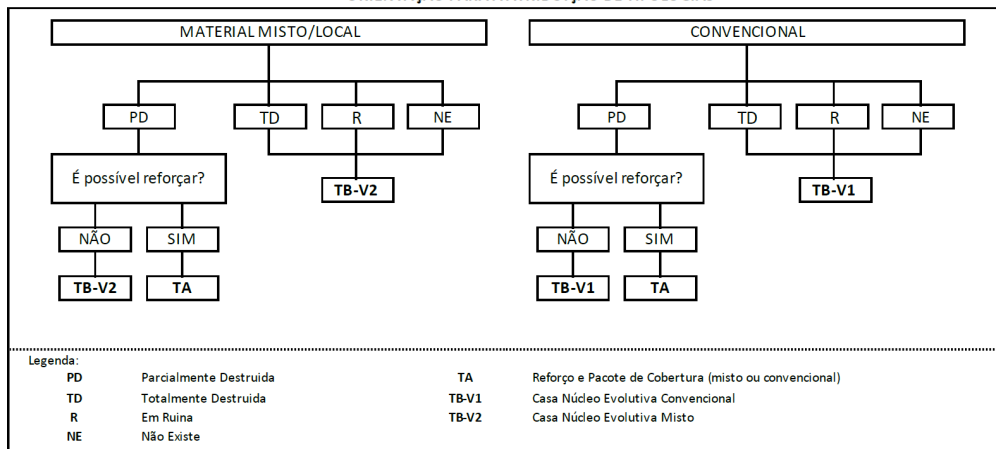 MATERIAL MISTO/LOCAL CONVENCIONAL
PD TD R NE PD TD R NE
É possível reforçar? É possível reforçar?
TB-V2 TB-V1
NÃO SIM NÃO SIM
TB-V2 TA TB-V1 TA
Legenda:
PD Parcialmente Destruida TA Reforço e Pacote de Cobertura (misto ou convencional)
TD Totalmente Destruida TB-V1 Casa Núcleo Evolutiva Convencional
R Em Ruina TB-V2 Casa Núcleo Evolutiva Misto
NE Não Existe